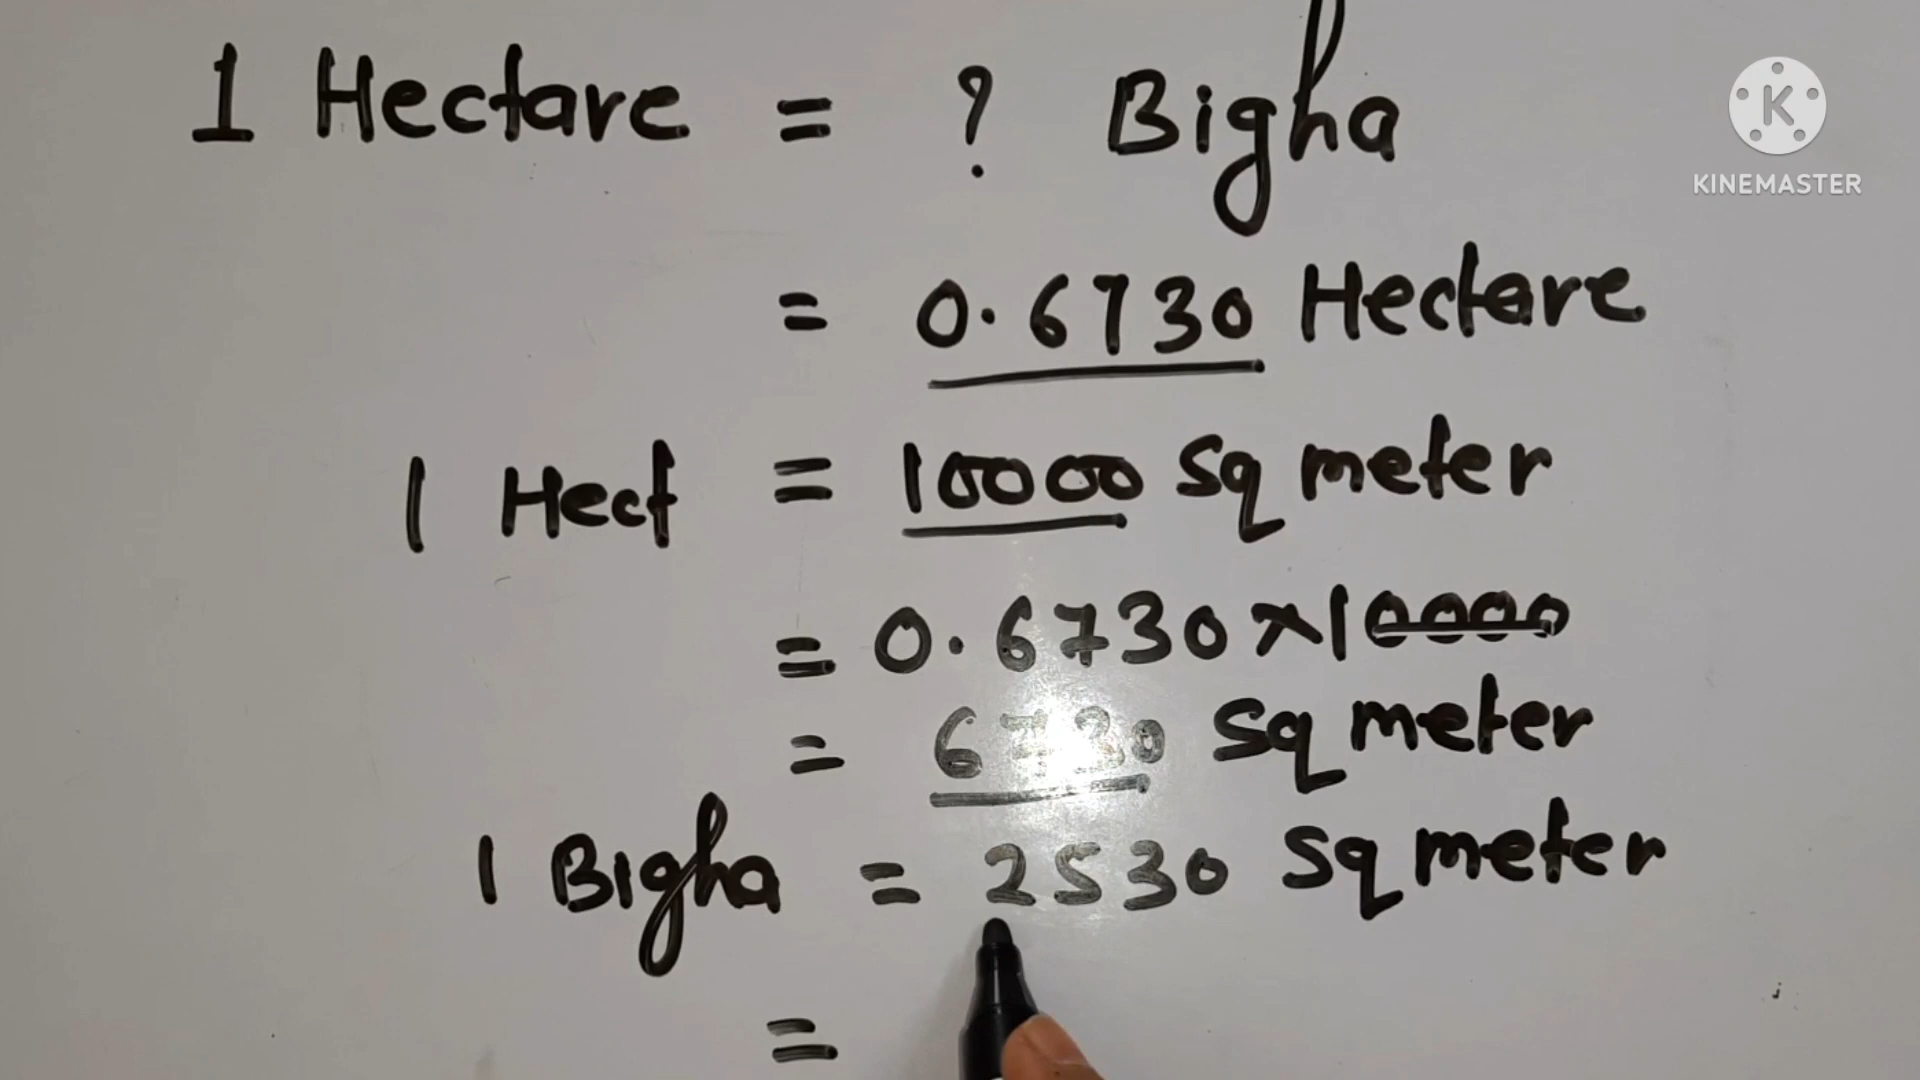 1 Hectare = ? Bigha
KINEMASTER
= 0.6730 Hectare
1 Hect = 10000 Sq meter
= 0.6730 × 10000
= 6730 Sq meter
1 Bigha = 2530 Sq meter
=